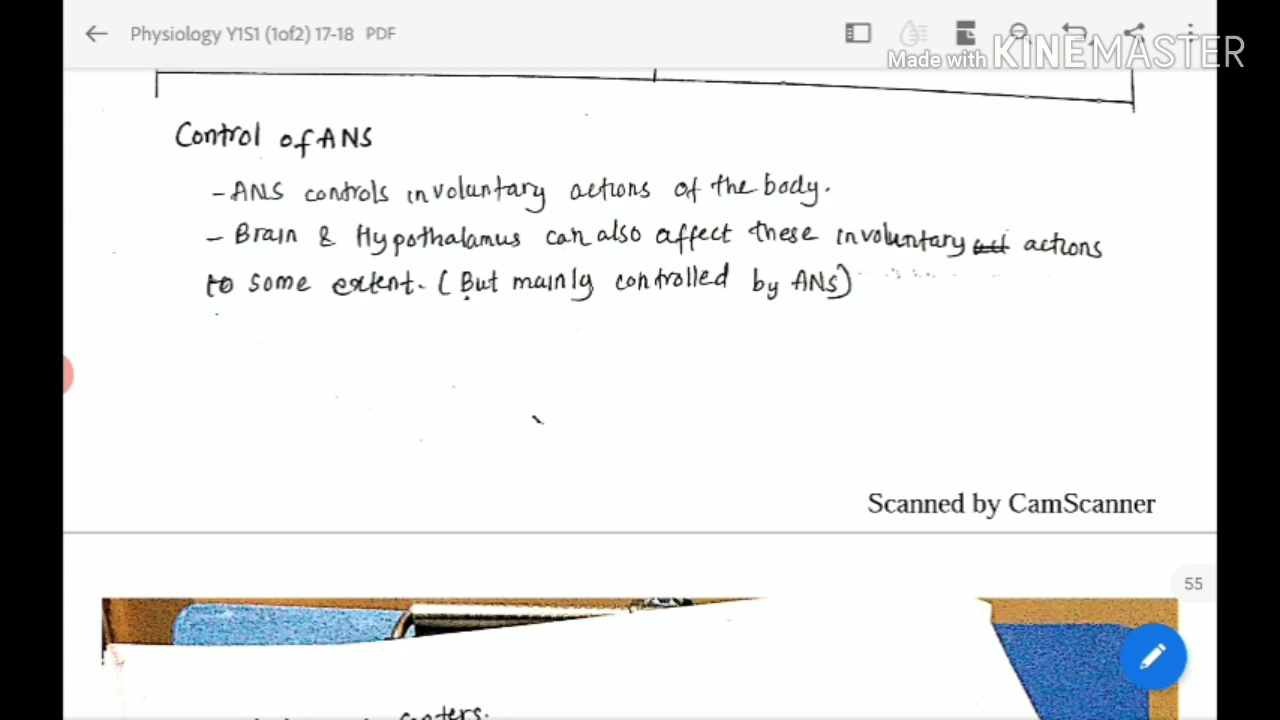 Physiology Y1S1 (1of2) 17-18 PDF
Made with KINEMASTER
Control of ANS
- ANS controls involuntary actions of the body.
- Brain & Hypothalamus can also affect these involuntary actions
to some extent. (But mainly controlled by ANS)
Scanned by CamScanner
55
centers.